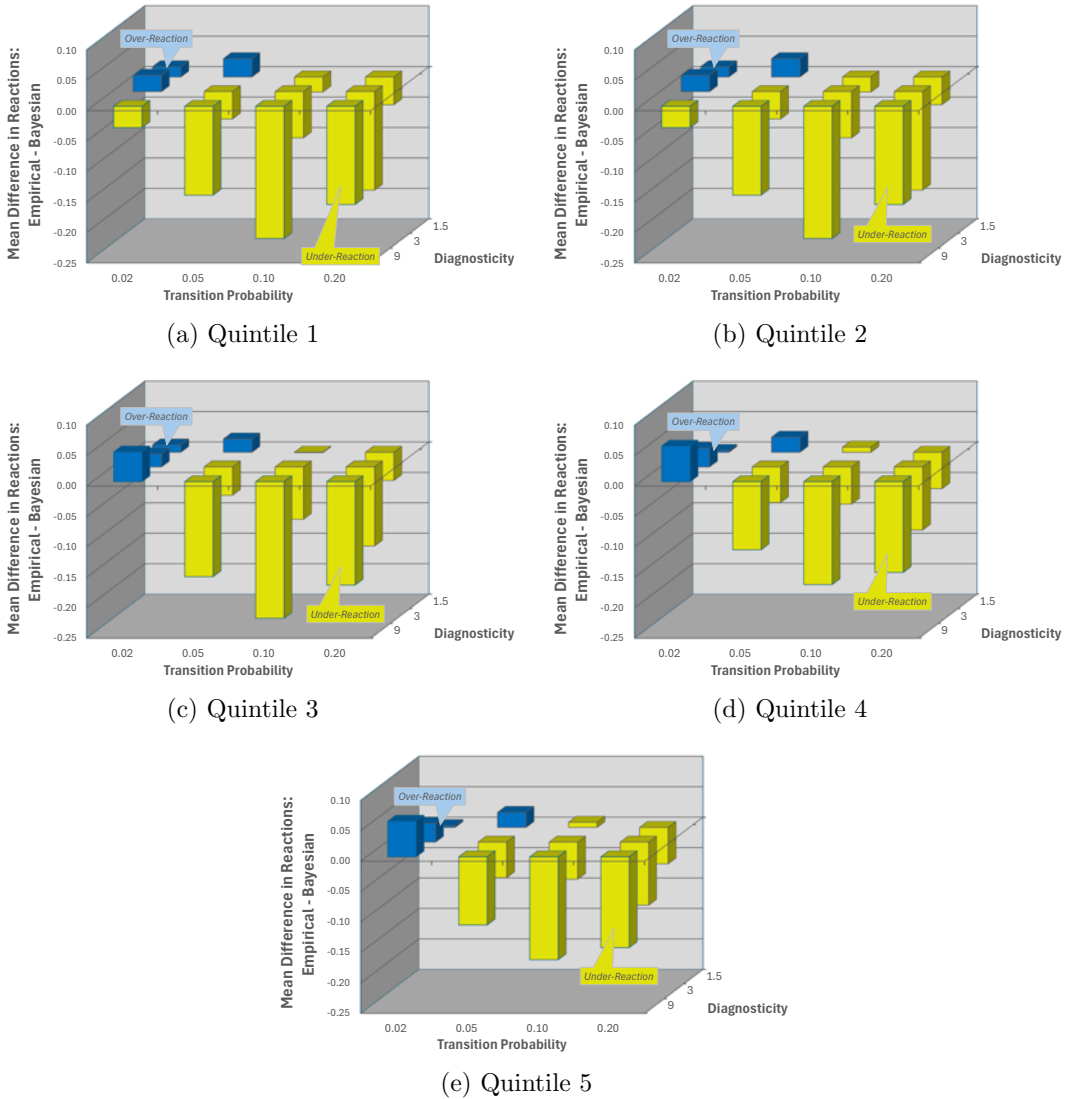 Mean Difference in Reactions:
Empirical - Bayesian
0.10
0.05
0.00
-0.05
-0.10
-0.15
-0.20
-0.25
Over-Reaction
Under-Reaction
1.5
3
9
Diagnosticity
0.02 0.05 0.10 0.20
Transition Probability
(a) Quintile 1
Mean Difference in Reactions:
Empirical - Bayesian
0.10
0.05
0.00
-0.05
-0.10
-0.15
-0.20
-0.25
Over-Reaction
Under-Reaction
1.5
3
9
Diagnosticity
0.02 0.05 0.10 0.20
Transition Probability
(b) Quintile 2
Mean Difference in Reactions:
Empirical - Bayesian
0.10
0.05
0.00
-0.05
-0.10
-0.15
-0.20
-0.25
Over-Reaction
Under-Reaction
1.5
3
9
Diagnosticity
0.02 0.05 0.10 0.20
Transition Probability
(c) Quintile 3
Mean Difference in Reactions:
Empirical - Bayesian
0.10
0.05
0.00
-0.05
-0.10
-0.15
-0.20
-0.25
Over-Reaction
Under-Reaction
1.5
3
9
Diagnosticity
0.02 0.05 0.10 0.20
Transition Probability
(d) Quintile 4
Mean Difference in Reactions:
Empirical - Bayesian
0.10
0.05
0.00
-0.05
-0.10
-0.15
-0.20
-0.25
Over-Reaction
Under-Reaction
1.5
3
9
Diagnosticity
0.02 0.05 0.10 0.20
Transition Probability
(e) Quintile 5